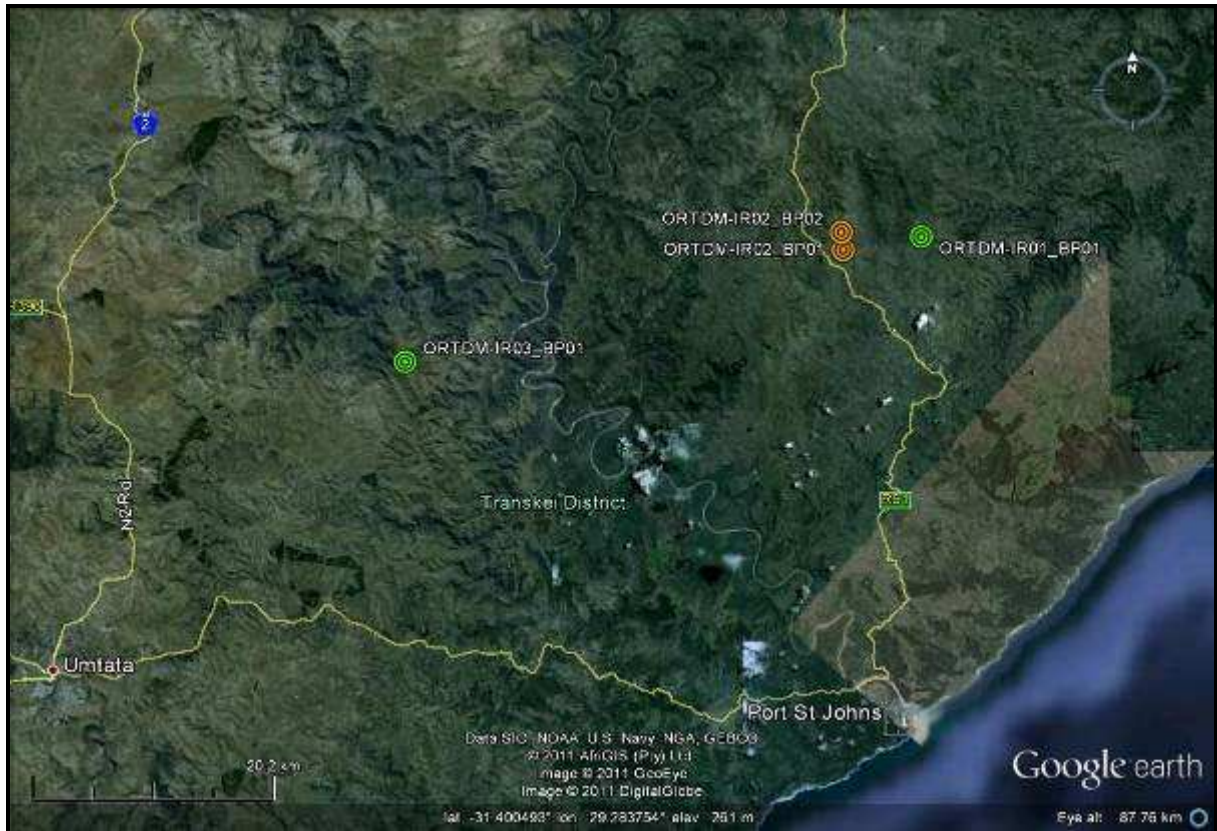 N
2
ORTDM-IR02_BP02
ORTDM-IR02_BP01
ORTDM-IR01_BP01
ORTDM-IR03_BP01
N2 Rd
Transkei District
Umtata
Port St Johns
Data SIO, NOAA, U.S. Navy, NGA, GEBCO
© 2011 AfriGIS (Pty) Ltd.
Image © 2011 GeoEye
Image © 2011 DigitalGlobe
20.2 km
Google earth
lat -31.400493° lon 29.283754° elev 261 m
Eye alt 87.76 km